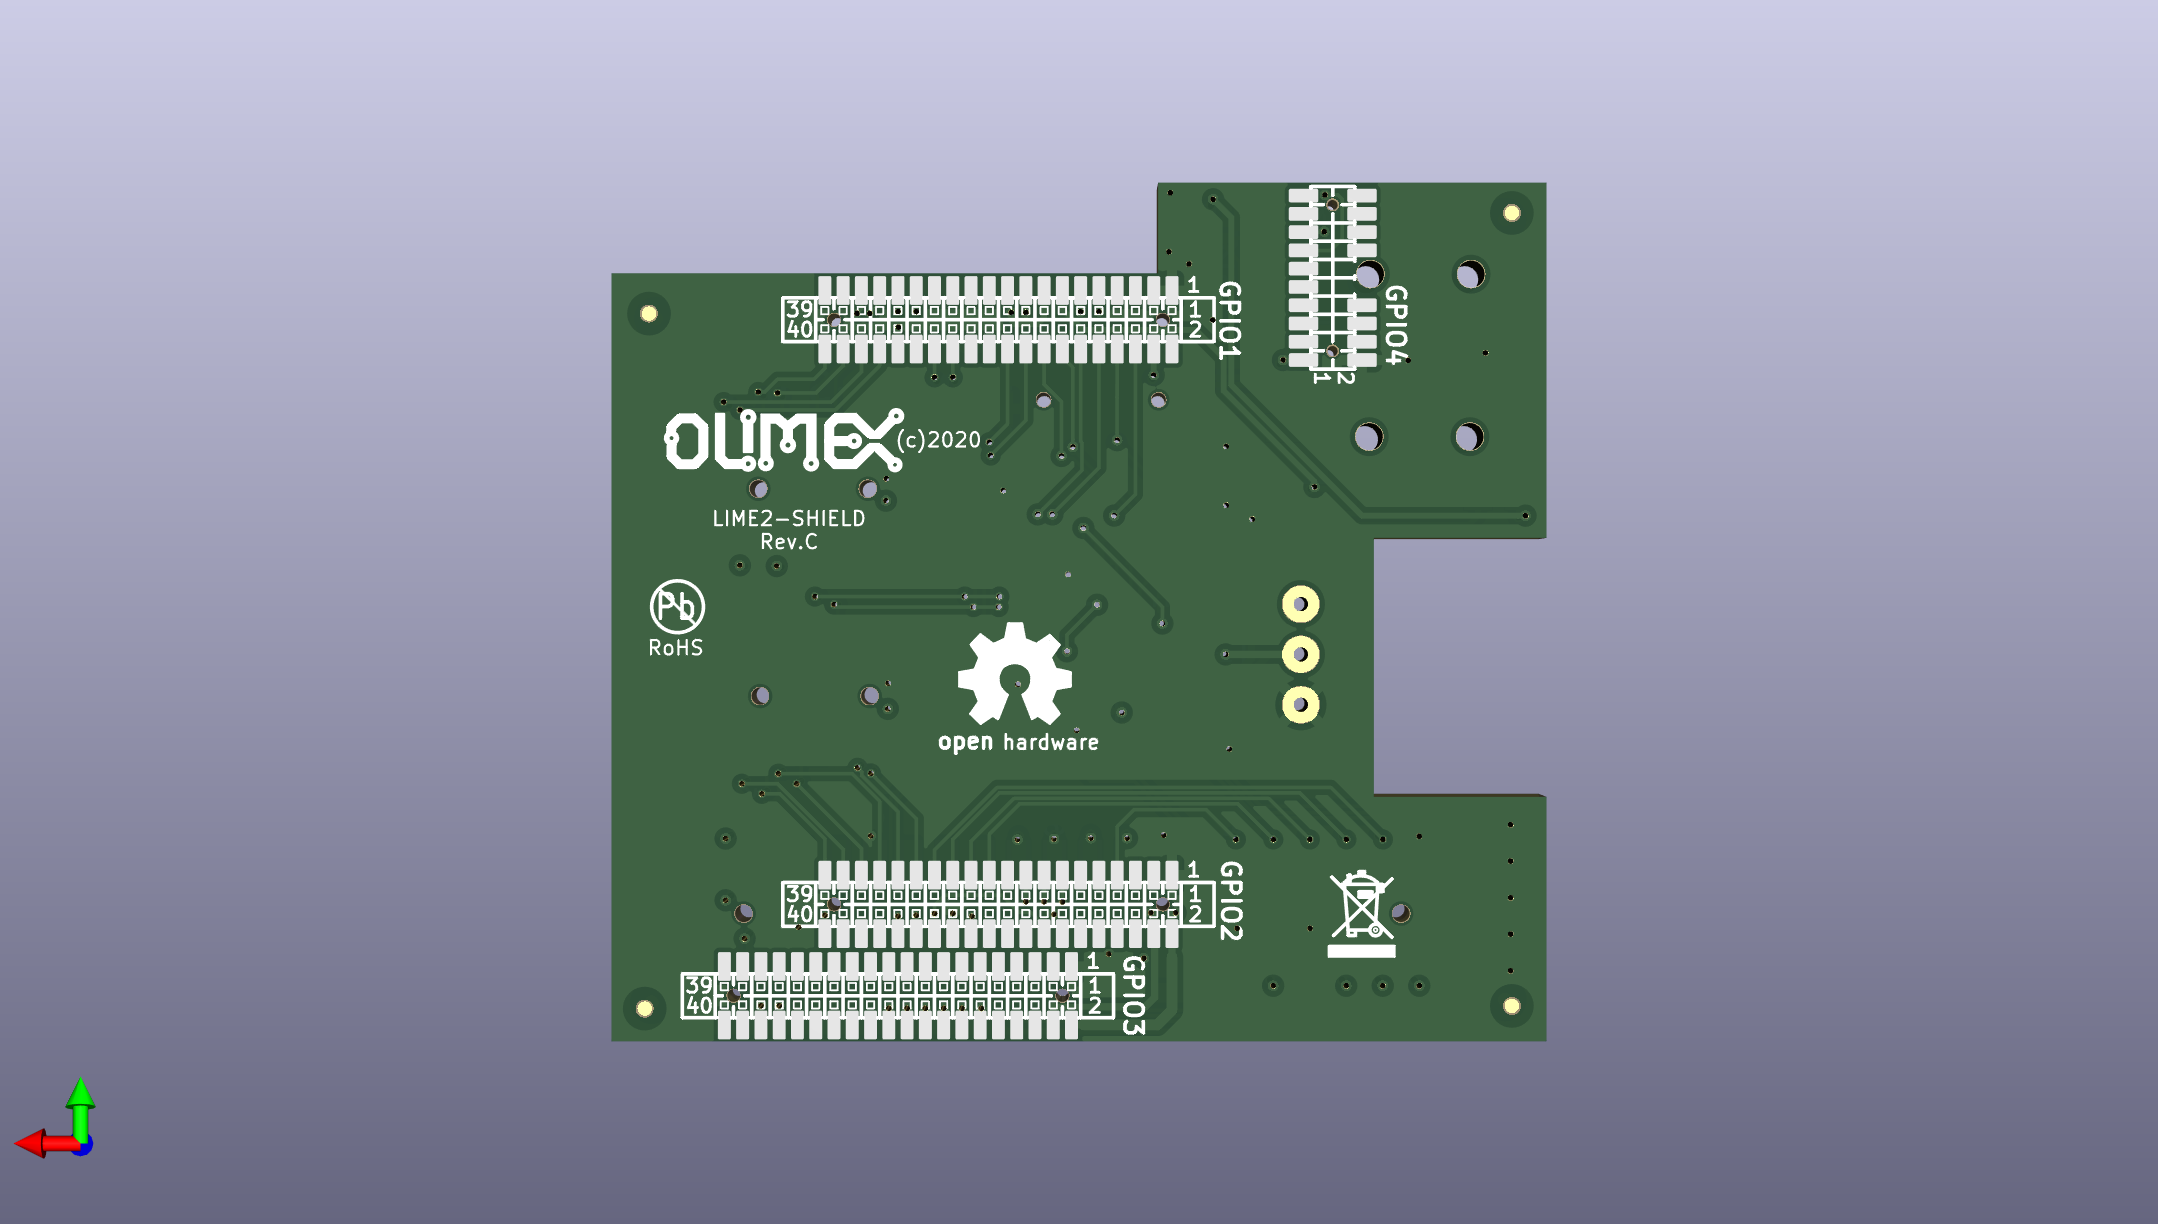 1
39
40
1
2
GPIO1
GPIO4
1
2
OLIMEX
(c)2020
LIME2-SHIELD
Rev.C
Pb
RoHS
open hardware
1
39
40
1
2
GPIO2
1
39
40
1
2
GPIO3